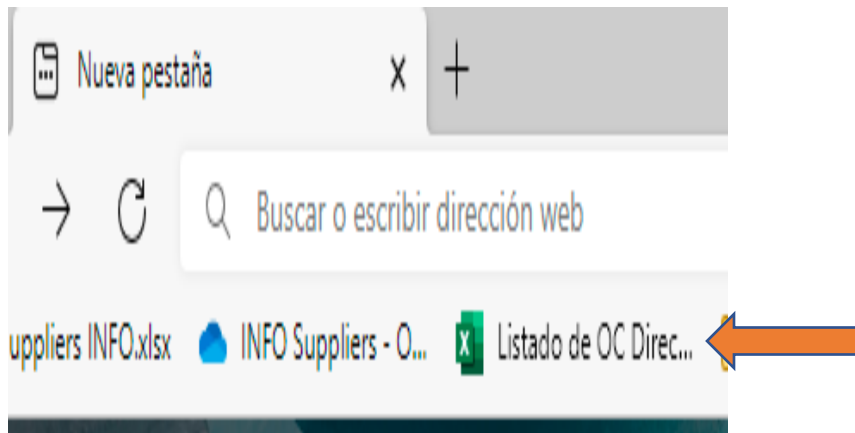 Nueva pestaña
Buscar o escribir dirección web
uppliers INFO.xlsx INFO Suppliers - O... Listado de OC Direc...